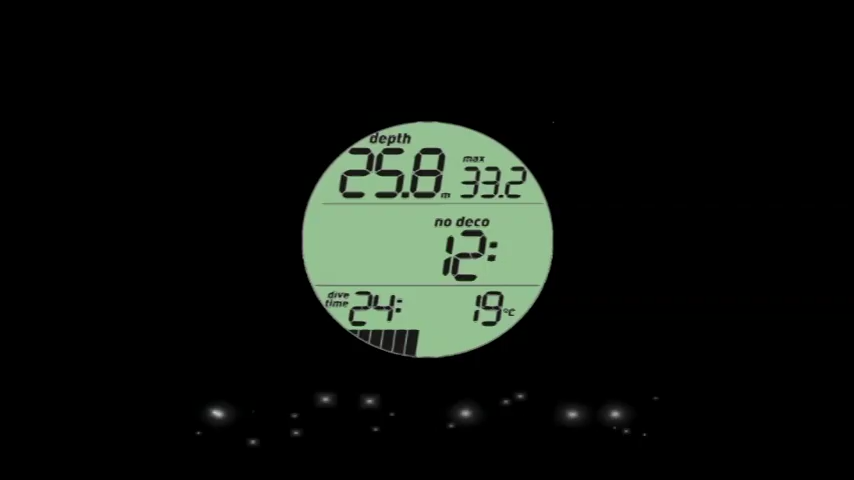 depth
25.8 m
max
33.2
no deco
12:
dive time 24:
19 °C